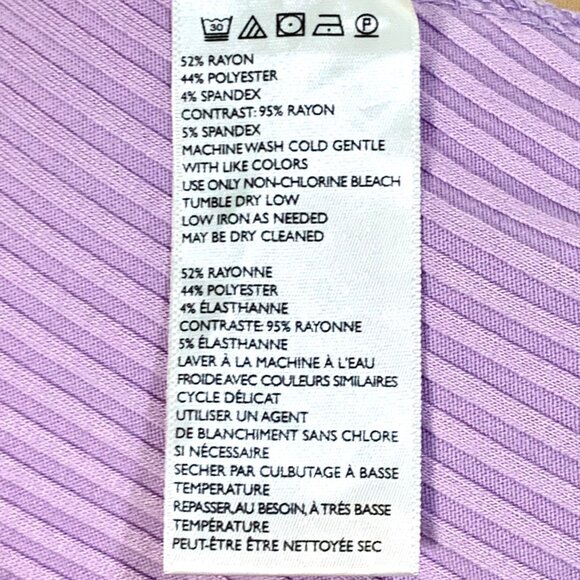 30
P
52% RAYON
44% POLYESTER
4% SPANDEX
CONTRAST: 95% RAYON
5% SPANDEX
MACHINE WASH COLD GENTLE
WITH LIKE COLORS
USE ONLY NON-CHLORINE BLEACH
TUMBLE DRY LOW
LOW IRON AS NEEDED
MAY BE DRY CLEANED
52% RAYONNE
44% POLYESTER
4% ÉLASTHANNE
CONTRASTE: 95% RAYONNE
5% ÉLASTHANNE
LAVER À LA MACHINE À L'EAU
FROIDE AVEC COULEURS SIMILAIRES
CYCLE DÉLICAT
UTILISER UN AGENT
DE BLANCHIMENT SANS CHLORE
SI NÉCESSAIRE
SECHER PAR CULBUTAGE À BASSE
TEMPERATURE
REPASSER, AU BESOIN, À TRÉS BASSE
TEMPÉRATURE
PEUT-ÊTRE ÊTRE NETTOYÉE SEC